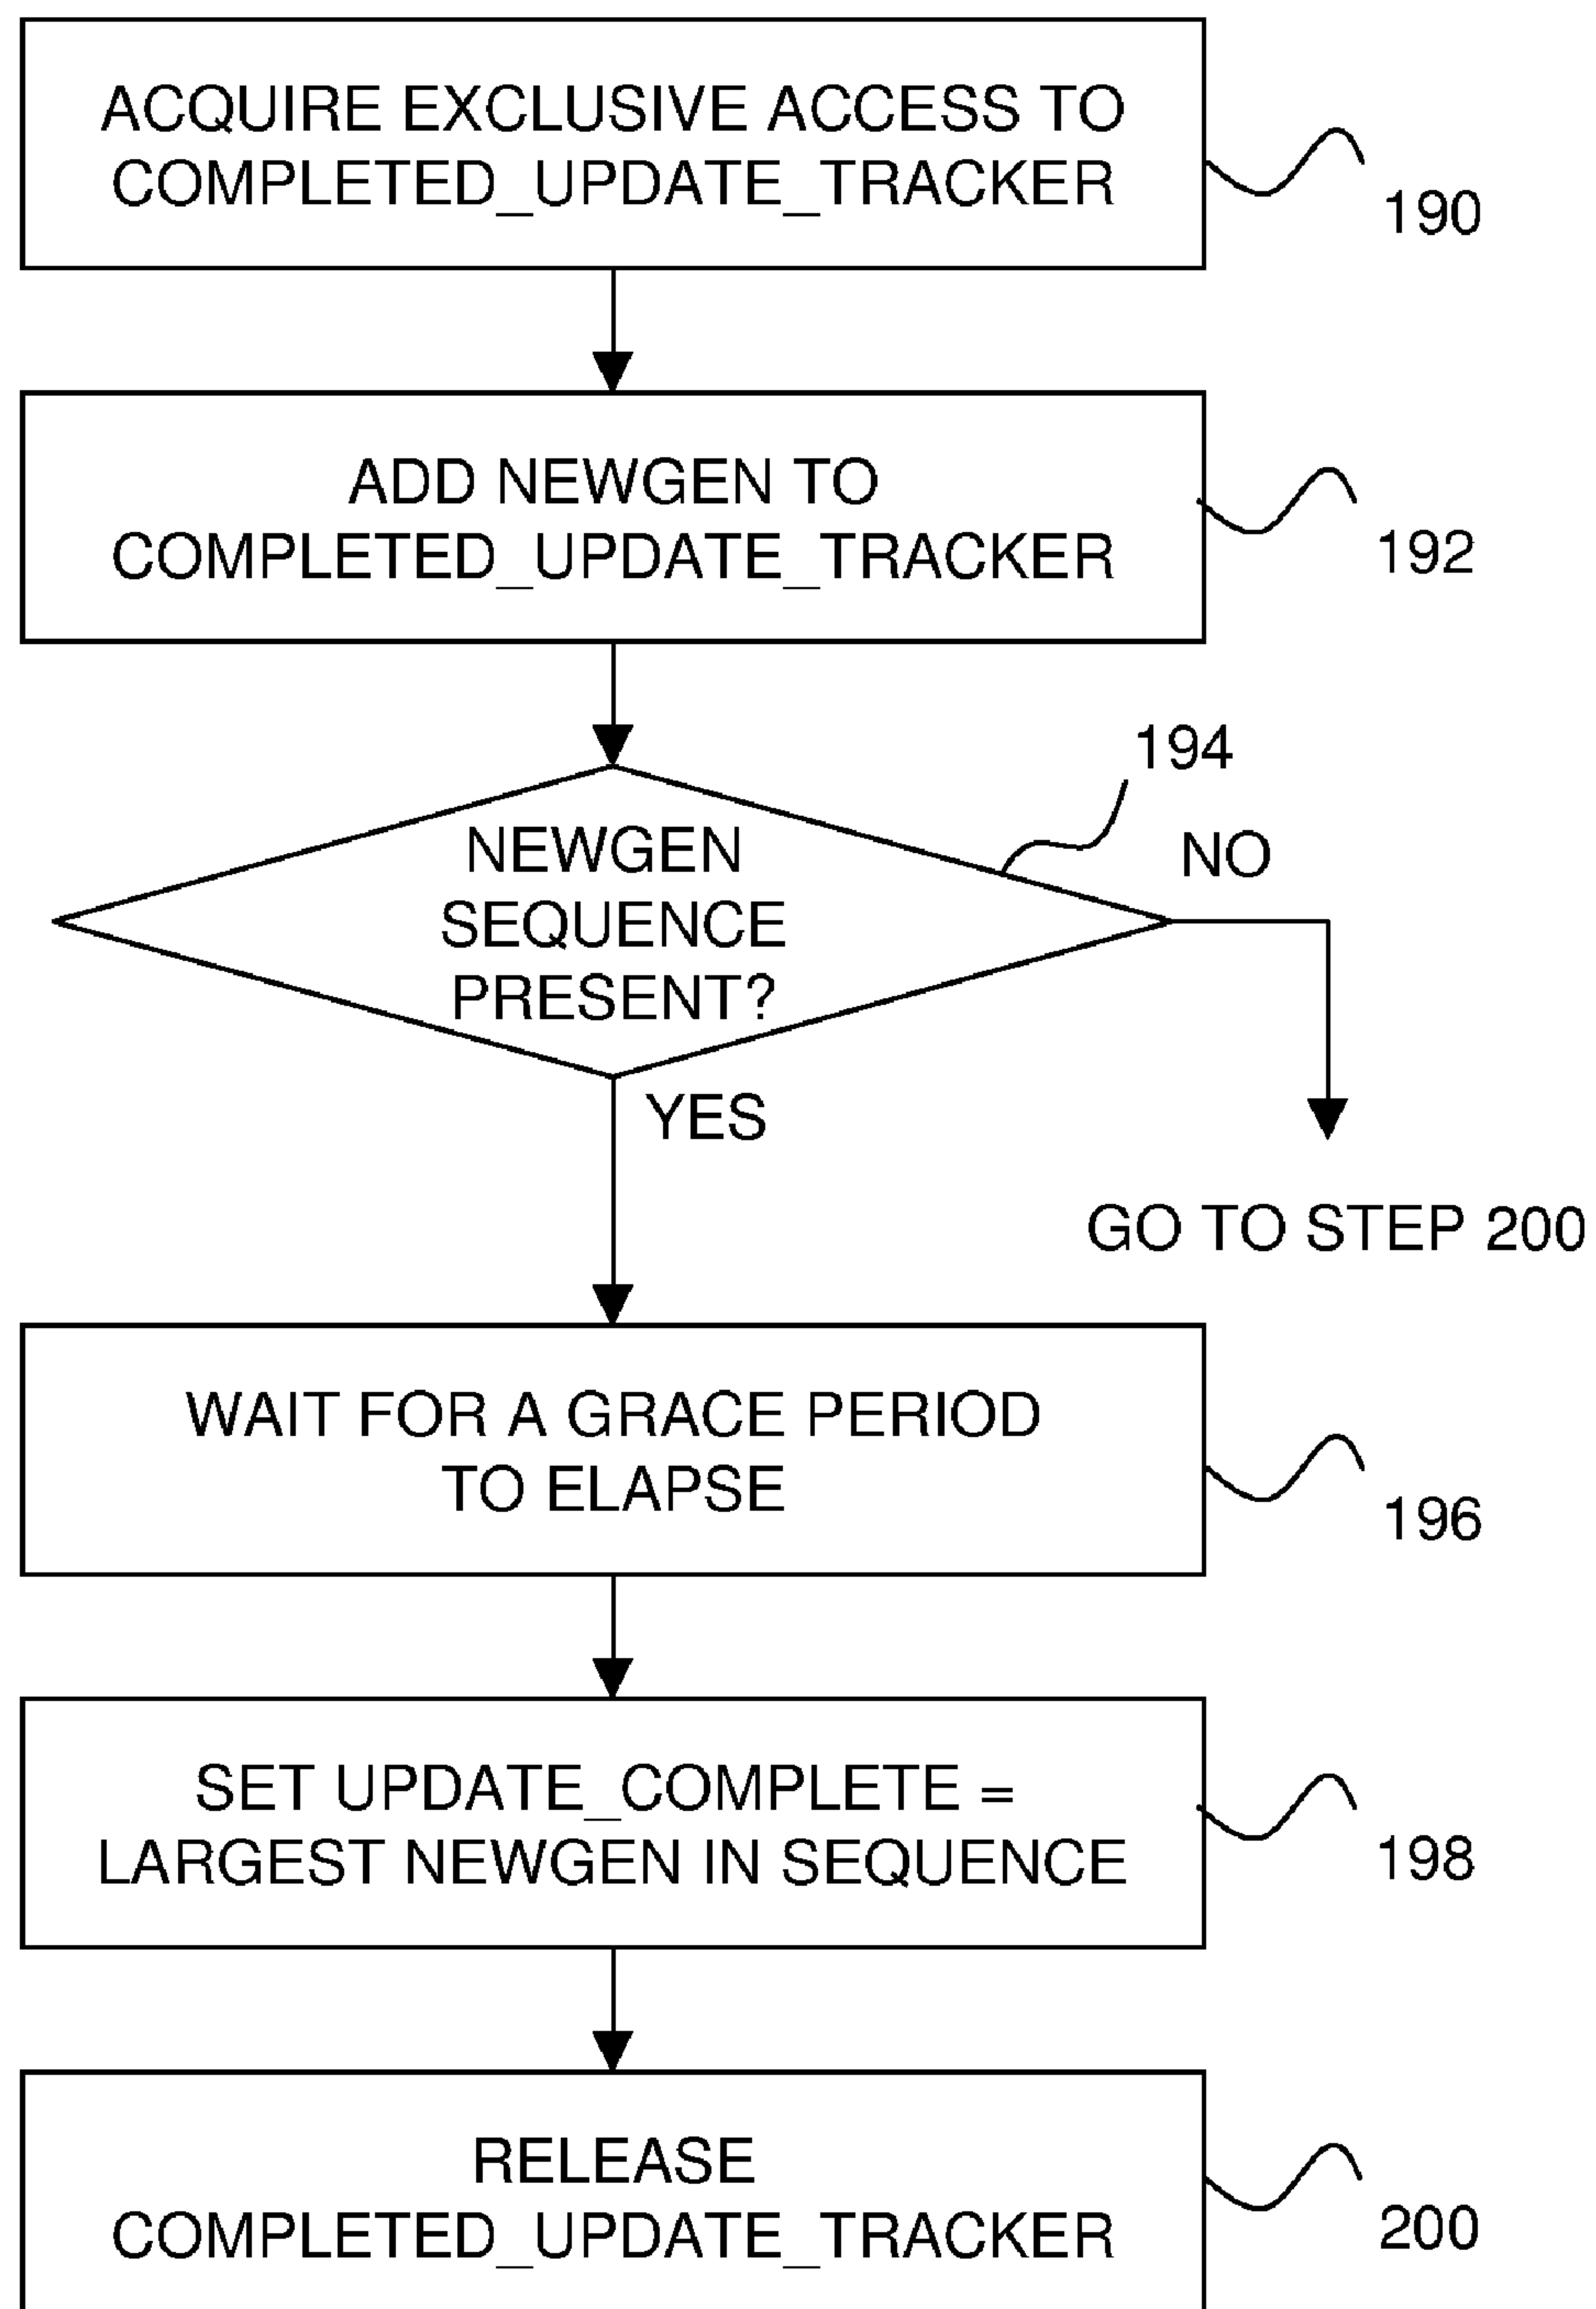 ACQUIRE EXCLUSIVE ACCESS TO
COMPLETED_UPDATE_TRACKER
190
ADD NEWGEN TO
COMPLETED_UPDATE_TRACKER
192
194
NEWGEN
SEQUENCE
PRESENT?
NO
YES
GO TO STEP 200
WAIT FOR A GRACE PERIOD
TO ELAPSE
196
SET UPDATE_COMPLETE =
LARGEST NEWGEN IN SEQUENCE
198
RELEASE
COMPLETED_UPDATE_TRACKER
200